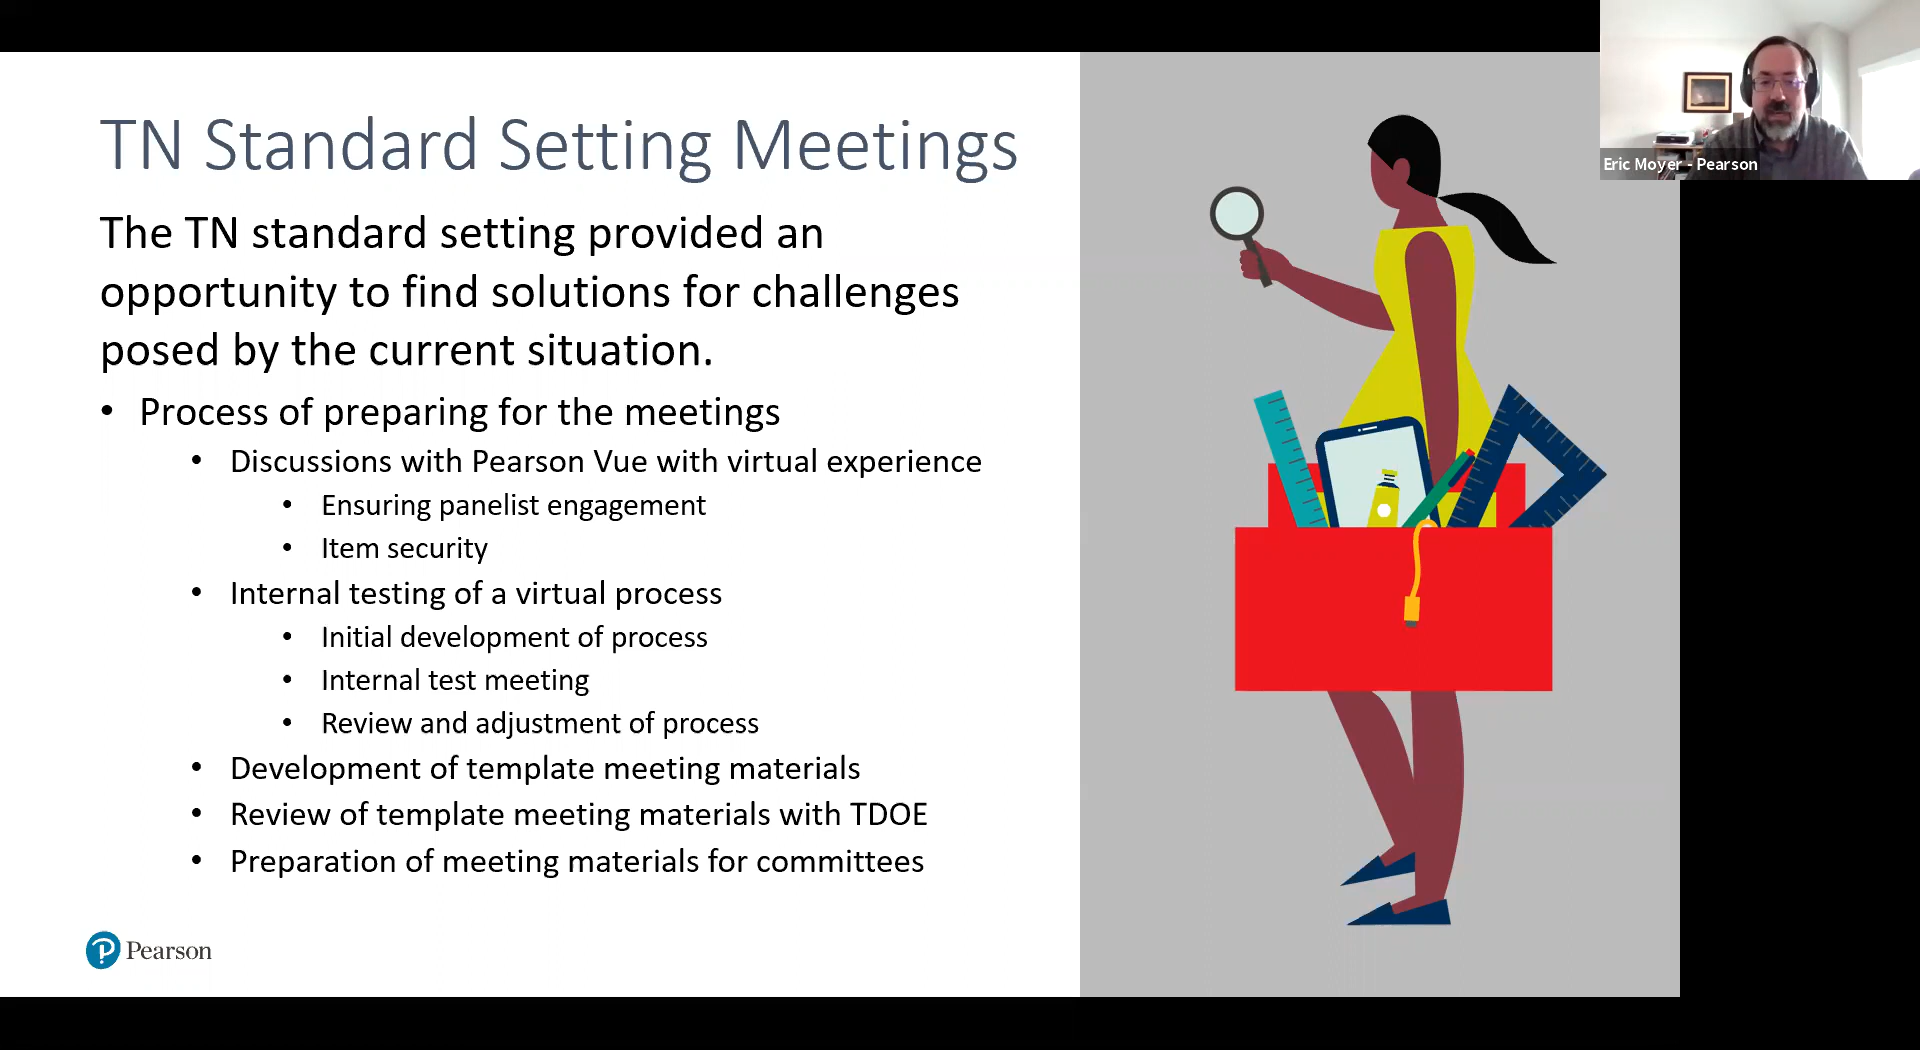 TN Standard Setting Meetings
The TN standard setting provided an
opportunity to find solutions for challenges
posed by the current situation.
• Process of preparing for the meetings
• Discussions with Pearson Vue with virtual experience
• Ensuring panelist engagement
• Item security
• Internal testing of a virtual process
• Initial development of process
• Internal test meeting
• Review and adjustment of process
• Development of template meeting materials
• Review of template meeting materials with TDOE
• Preparation of meeting materials for committees
Pearson
Eric Moyer - Pearson